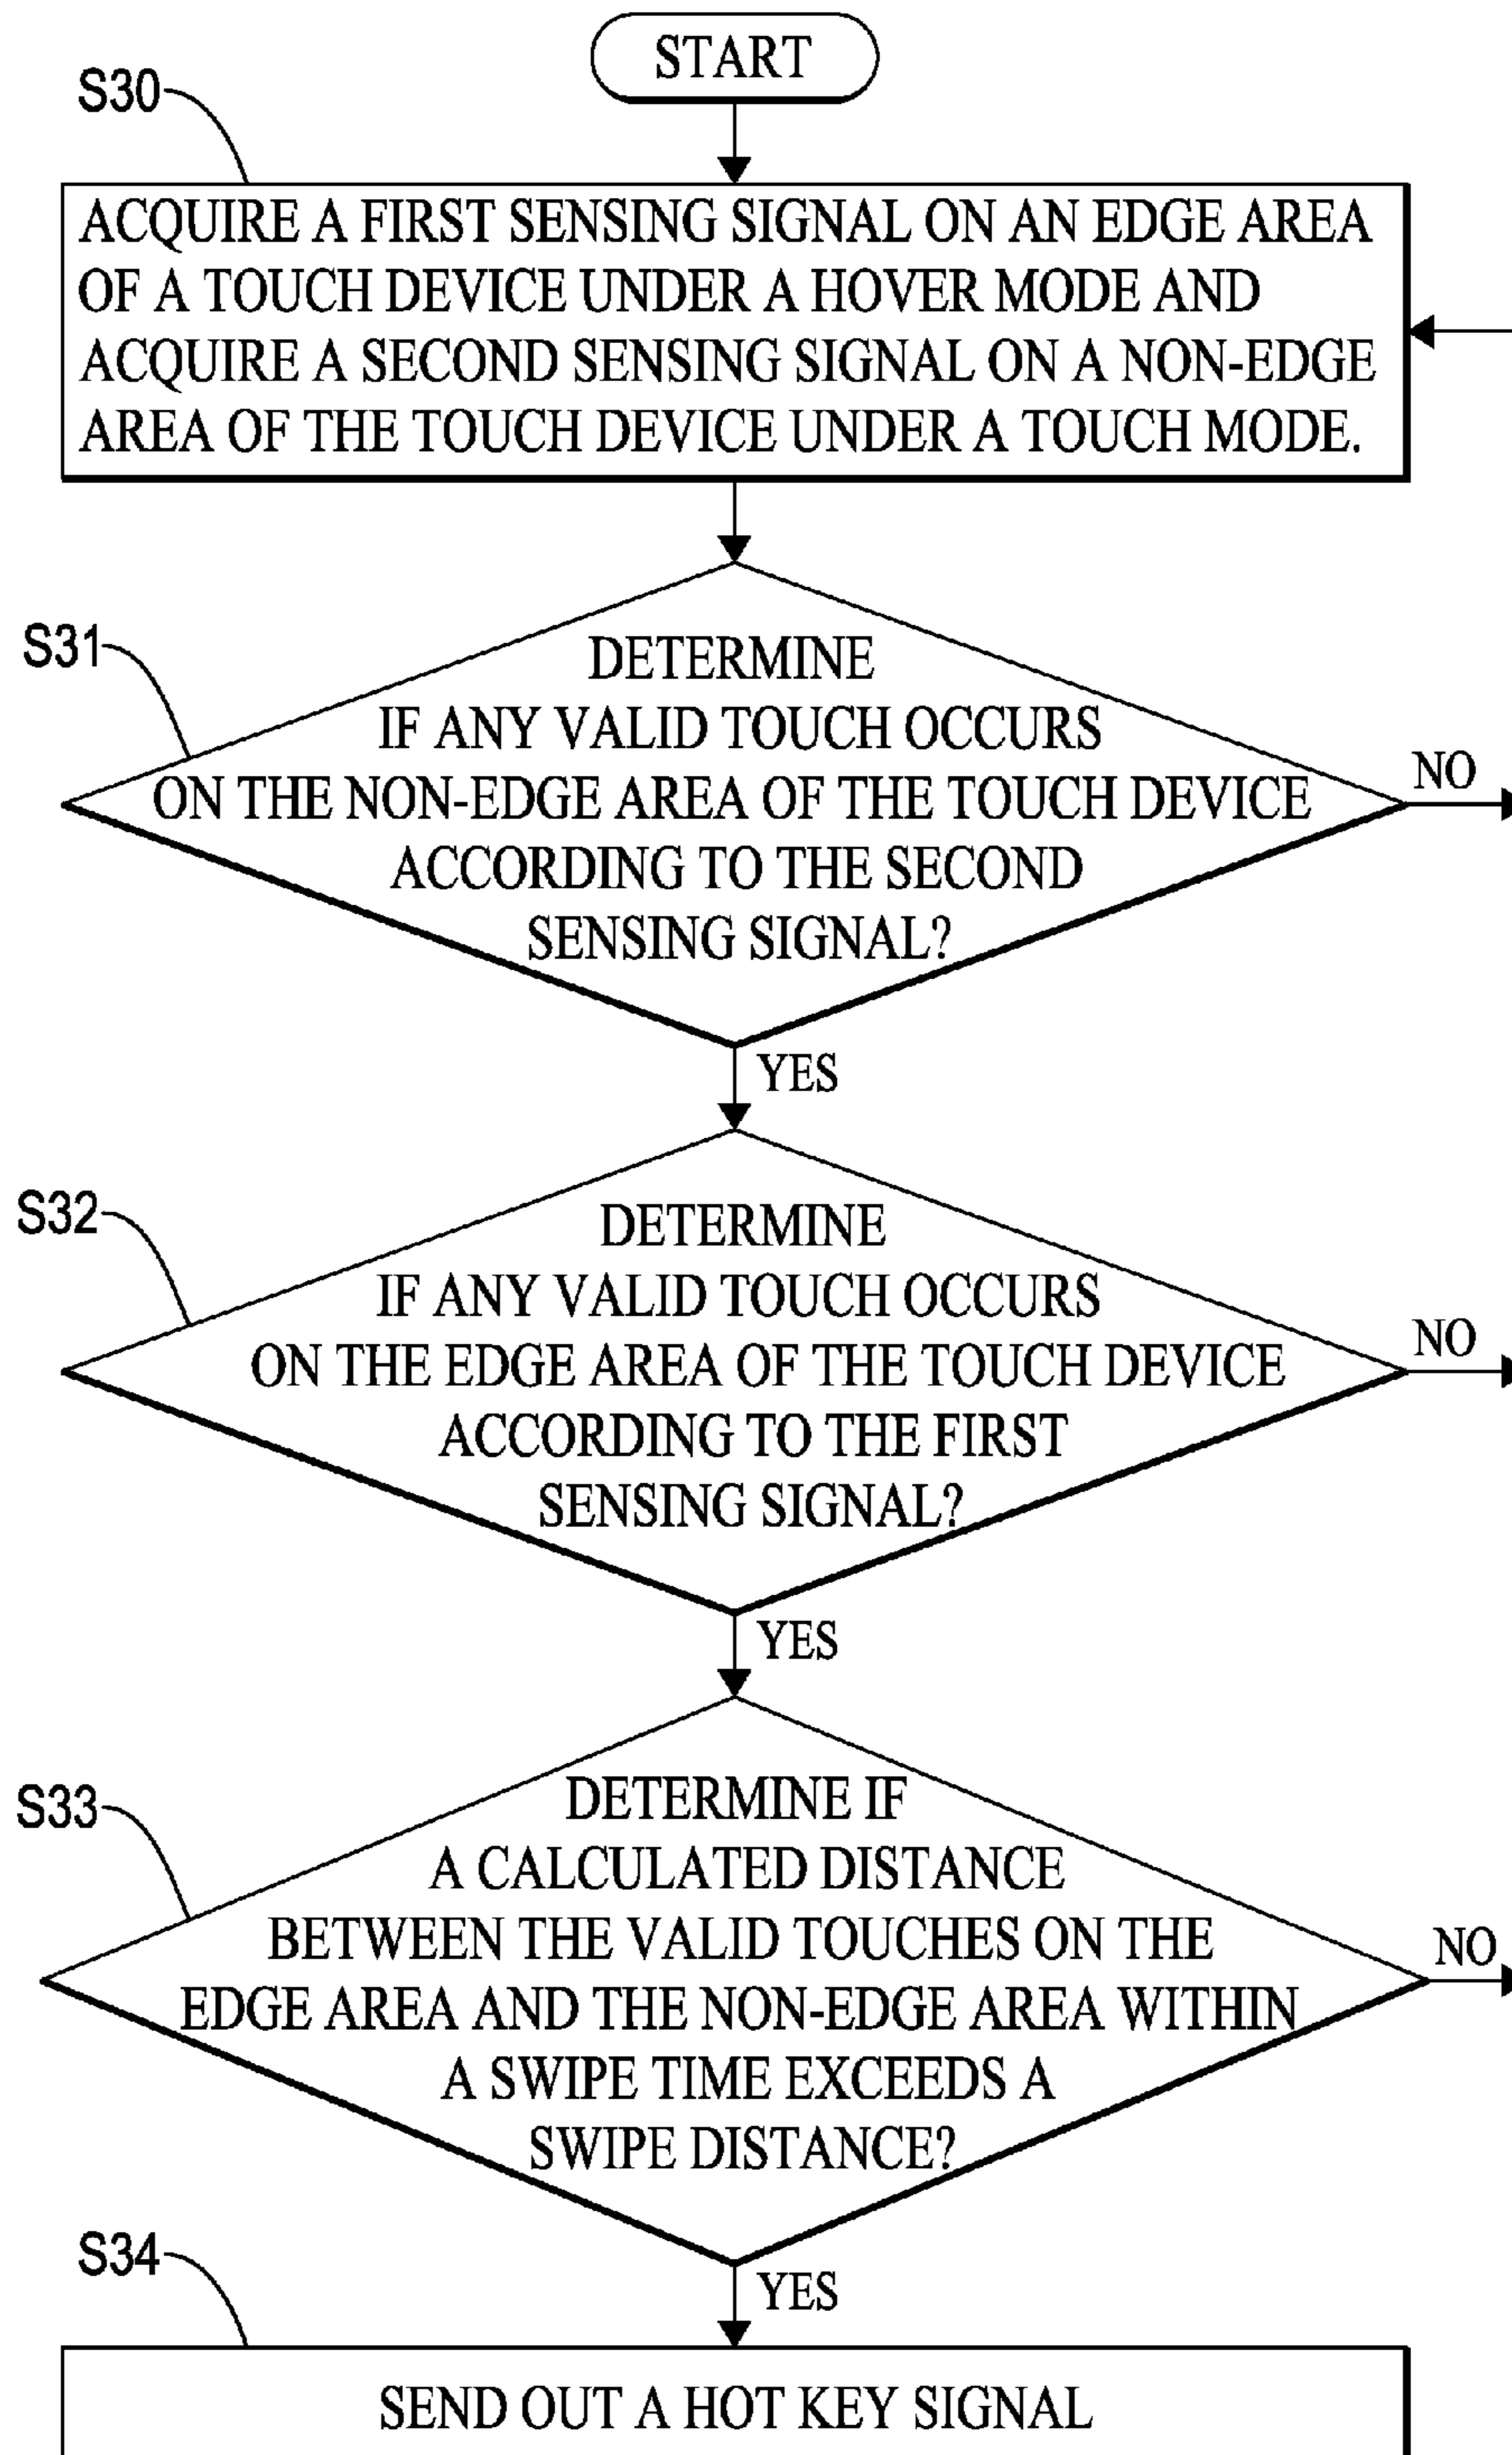 START
S30
ACQUIRE A FIRST SENSING SIGNAL ON AN EDGE AREA
OF A TOUCH DEVICE UNDER A HOVER MODE AND
ACQUIRE A SECOND SENSING SIGNAL ON A NON-EDGE
AREA OF THE TOUCH DEVICE UNDER A TOUCH MODE.
S31
DETERMINE
IF ANY VALID TOUCH OCCURS
ON THE NON-EDGE AREA OF THE TOUCH DEVICE
ACCORDING TO THE SECOND
SENSING SIGNAL?
NO
YES
S32
DETERMINE
IF ANY VALID TOUCH OCCURS
ON THE EDGE AREA OF THE TOUCH DEVICE
ACCORDING TO THE FIRST
SENSING SIGNAL?
NO
YES
S33
DETERMINE IF
A CALCULATED DISTANCE
BETWEEN THE VALID TOUCHES ON THE
EDGE AREA AND THE NON-EDGE AREA WITHIN
A SWIPE TIME EXCEEDS A
SWIPE DISTANCE?
NO
YES
S34
SEND OUT A HOT KEY SIGNAL